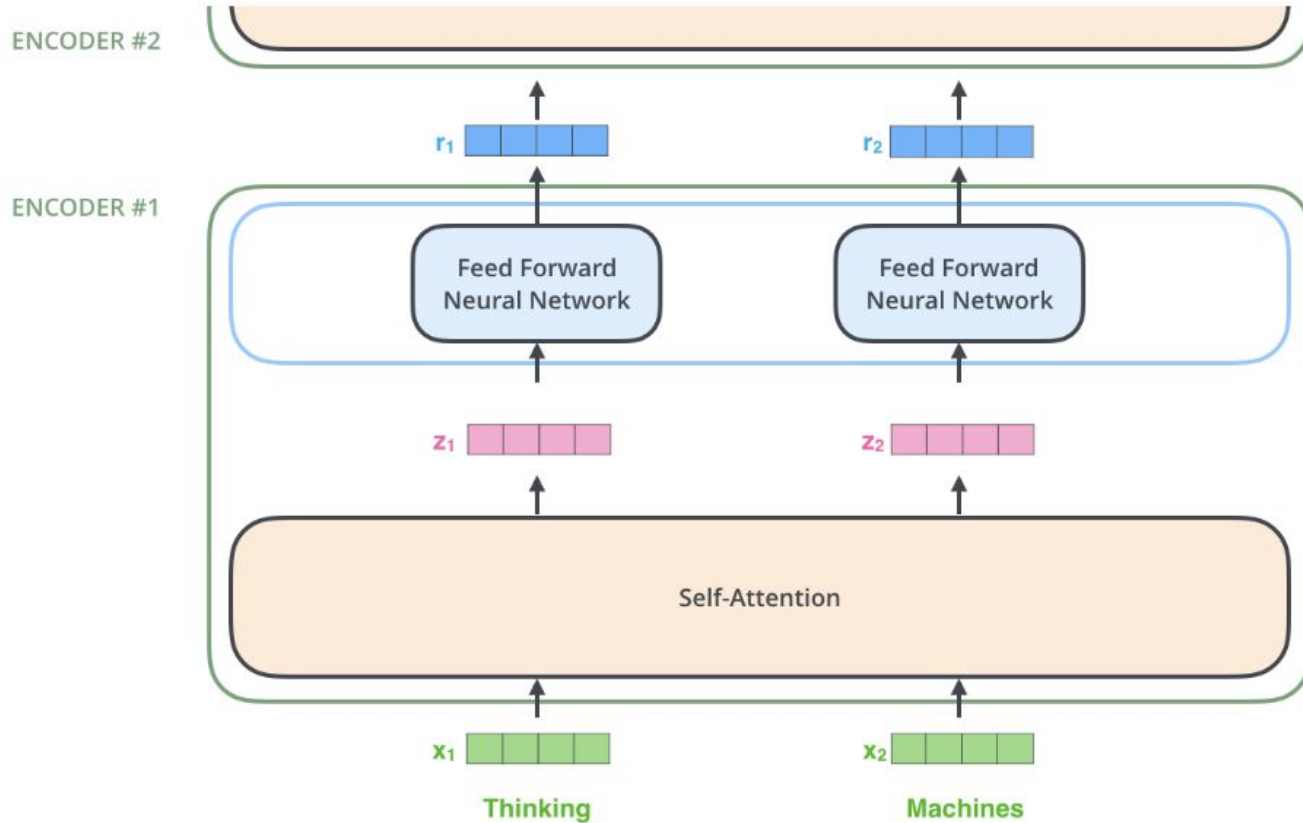 ENCODER #2
r₁
r₂
ENCODER #1
Feed Forward
Neural Network
Feed Forward
Neural Network
z₁
z₂
Self-Attention
x₁
x₂
Thinking
Machines